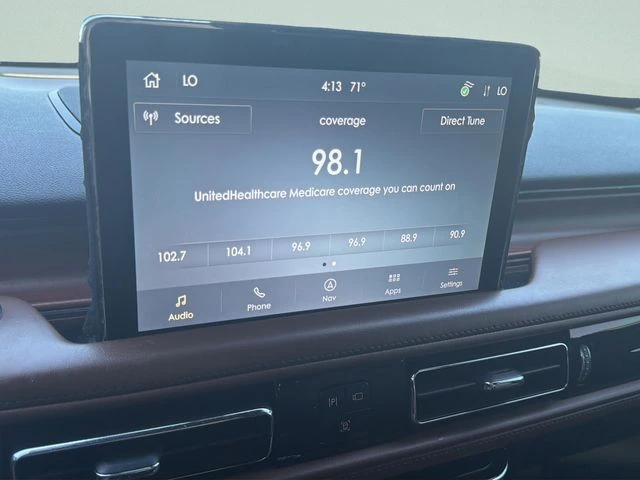 LO 4:13 71° LO
Sources coverage Direct Tune
98.1
UnitedHealthcare Medicare coverage you can count on
102.7 104.1 96.9 96.9 88.9 90.9
Audio Phone Nav Apps Settings
P